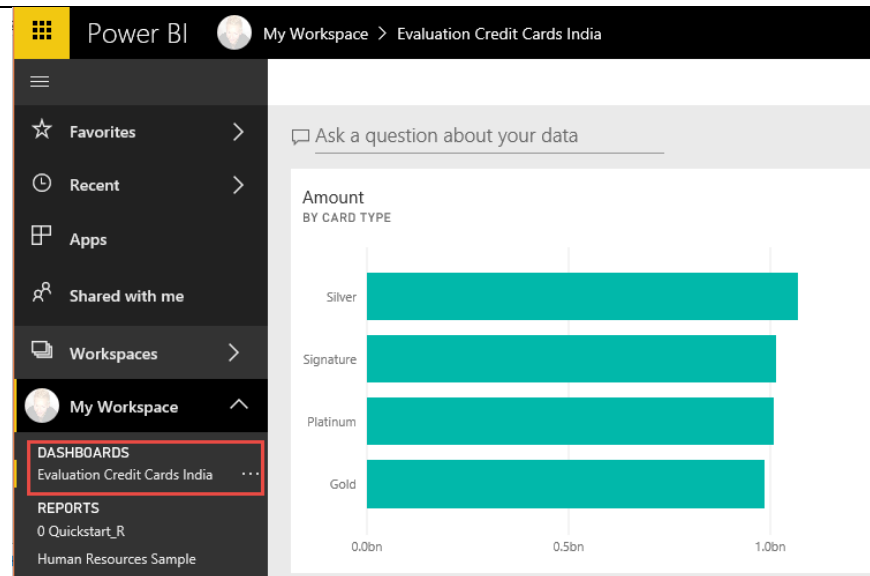 Power BI
My Workspace > Evaluation Credit Cards India
Favorites
Recent
Apps
Shared with me
Workspaces
My Workspace
DASHBOARDS
Evaluation Credit Cards India ...
REPORTS
0 Quickstart_R
Human Resources Sample
Ask a question about your data
Amount
BY CARD TYPE
Silver
Signature
Platinum
Gold
0.0bn 0.5bn 1.0bn